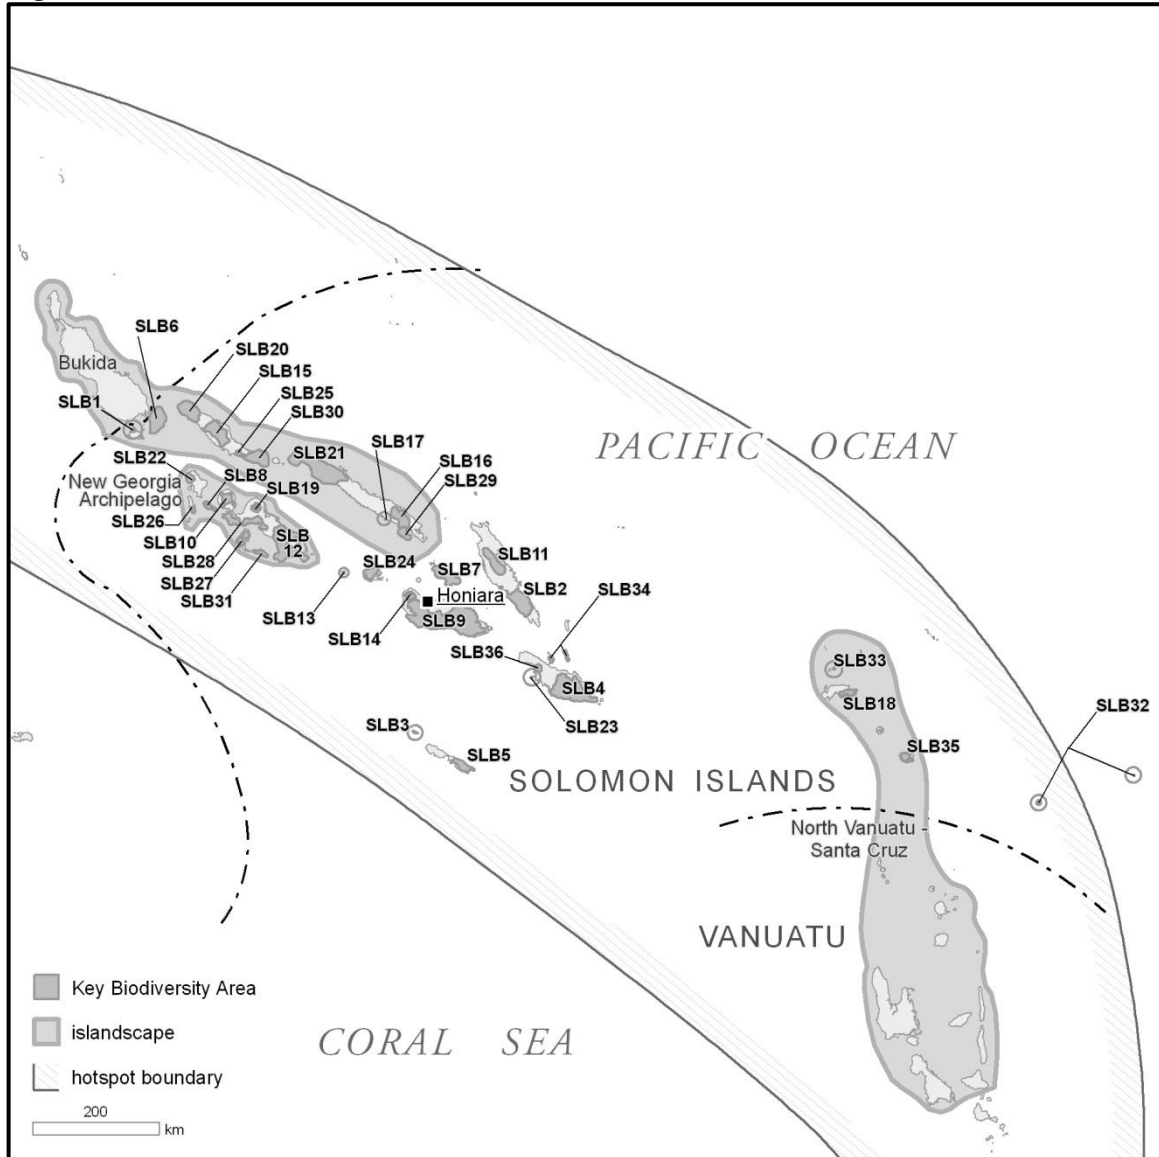 SLB6
SLB20
Bukida
SLB15
SLB25
SLB1
SLB30
SLB17
PACIFIC OCEAN
SLB22
SLB21
SLB16
New Georgia
Archipelago
SLB8
SLB19
SLB29
SLB26
SLB10
SLB
12
SLB28
SLB24
SLB7
SLB11
SLB27
SLB2
SLB34
SLB31
Honiara
SLB13
SLB9
SLB14
SLB36
SLB33
SLB4
SLB18
SLB32
SLB3
SLB23
SLB35
SLB5
SOLOMON ISLANDS
North Vanuatu -
Santa Cruz
VANUATU
Key Biodiversity Area
islandscape
CORAL SEA
hotspot boundary
200
km